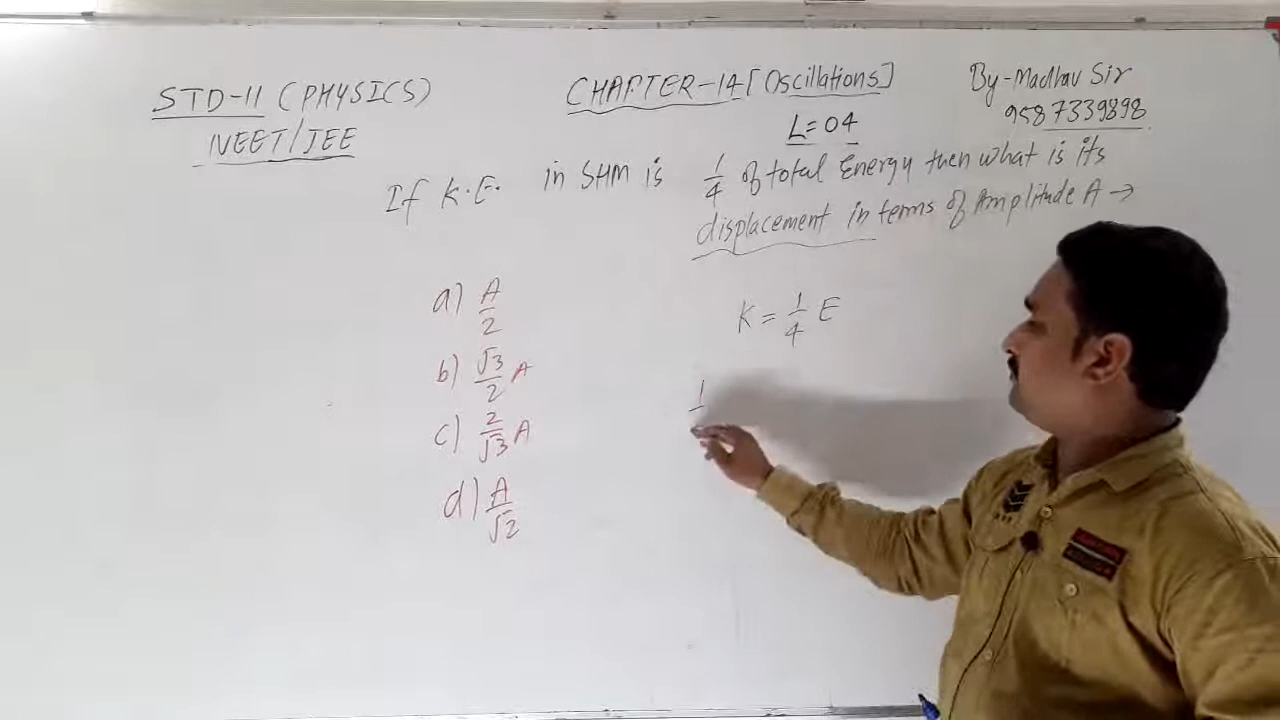 STD-11 (PHYSICS)
NEET/JEE
CHAPTER-14 [Oscillations]
L=04
By-Madhav Sir
9587339898
If K.E. in SHM is 1/4 of total Energy then what is its
displacement in terms of Amplitude A →
a) A/2
b) √3/2 A
c) 2/√3 A
d) A/√2
K = 1/4 E
1